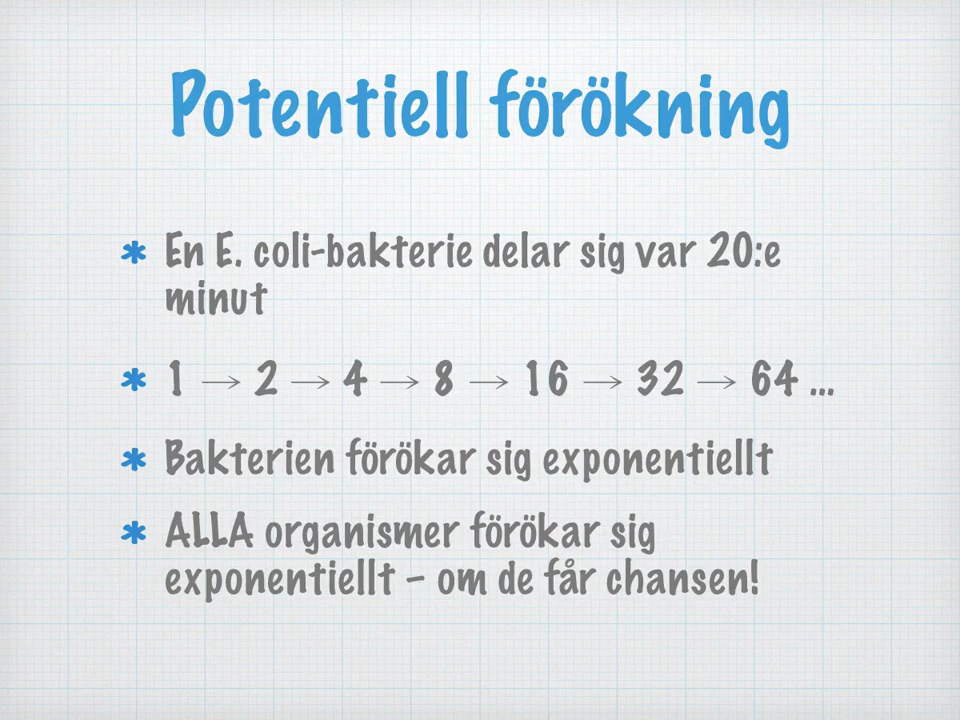 Potentiell förökning
* En E. coli-bakterie delar sig var 20:e
minut
* 1 → 2 → 4 → 8 → 16 → 32 → 64 ...
* Bakterien förökar sig exponentiellt
* ALLA organismer förökar sig
exponentiellt – om de får chansen!